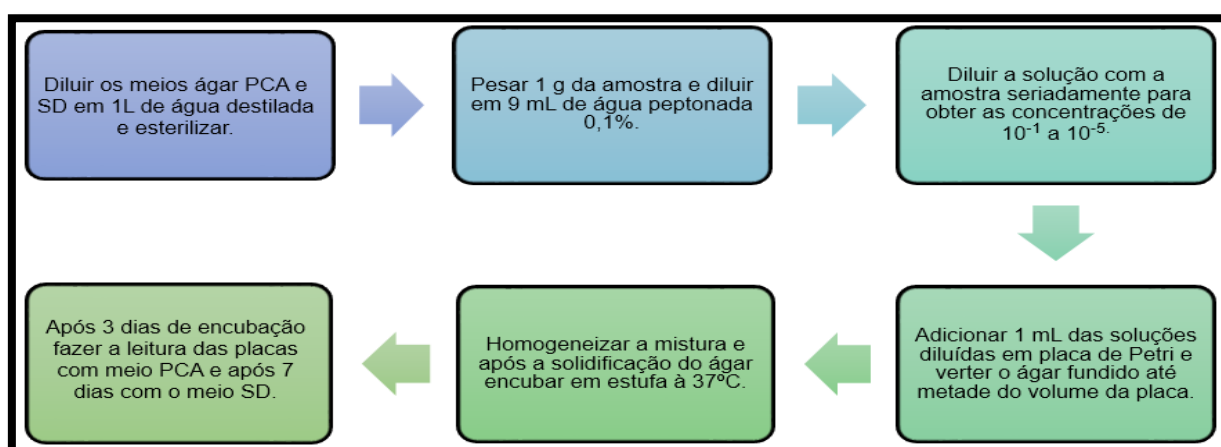 Diluir os meios ágar PCA e
SD em 1L de água destilada
e esterilizar.
Pesar 1 g da amostra e diluir
em 9 mL de água peptonada
0,1%.
Diluir a solução com a
amostra seriadamente para
obter as concentrações de
10⁻¹ a 10⁻⁵.
Adicionar 1 mL das soluções
diluídas em placa de Petri e
verter o ágar fundido até
metade do volume da placa.
Homogeneizar a mistura e
após a solidificação do ágar
encubar em estufa à 37ºC.
Após 3 dias de encubação
fazer a leitura das placas
com meio PCA e após 7
dias com o meio SD.